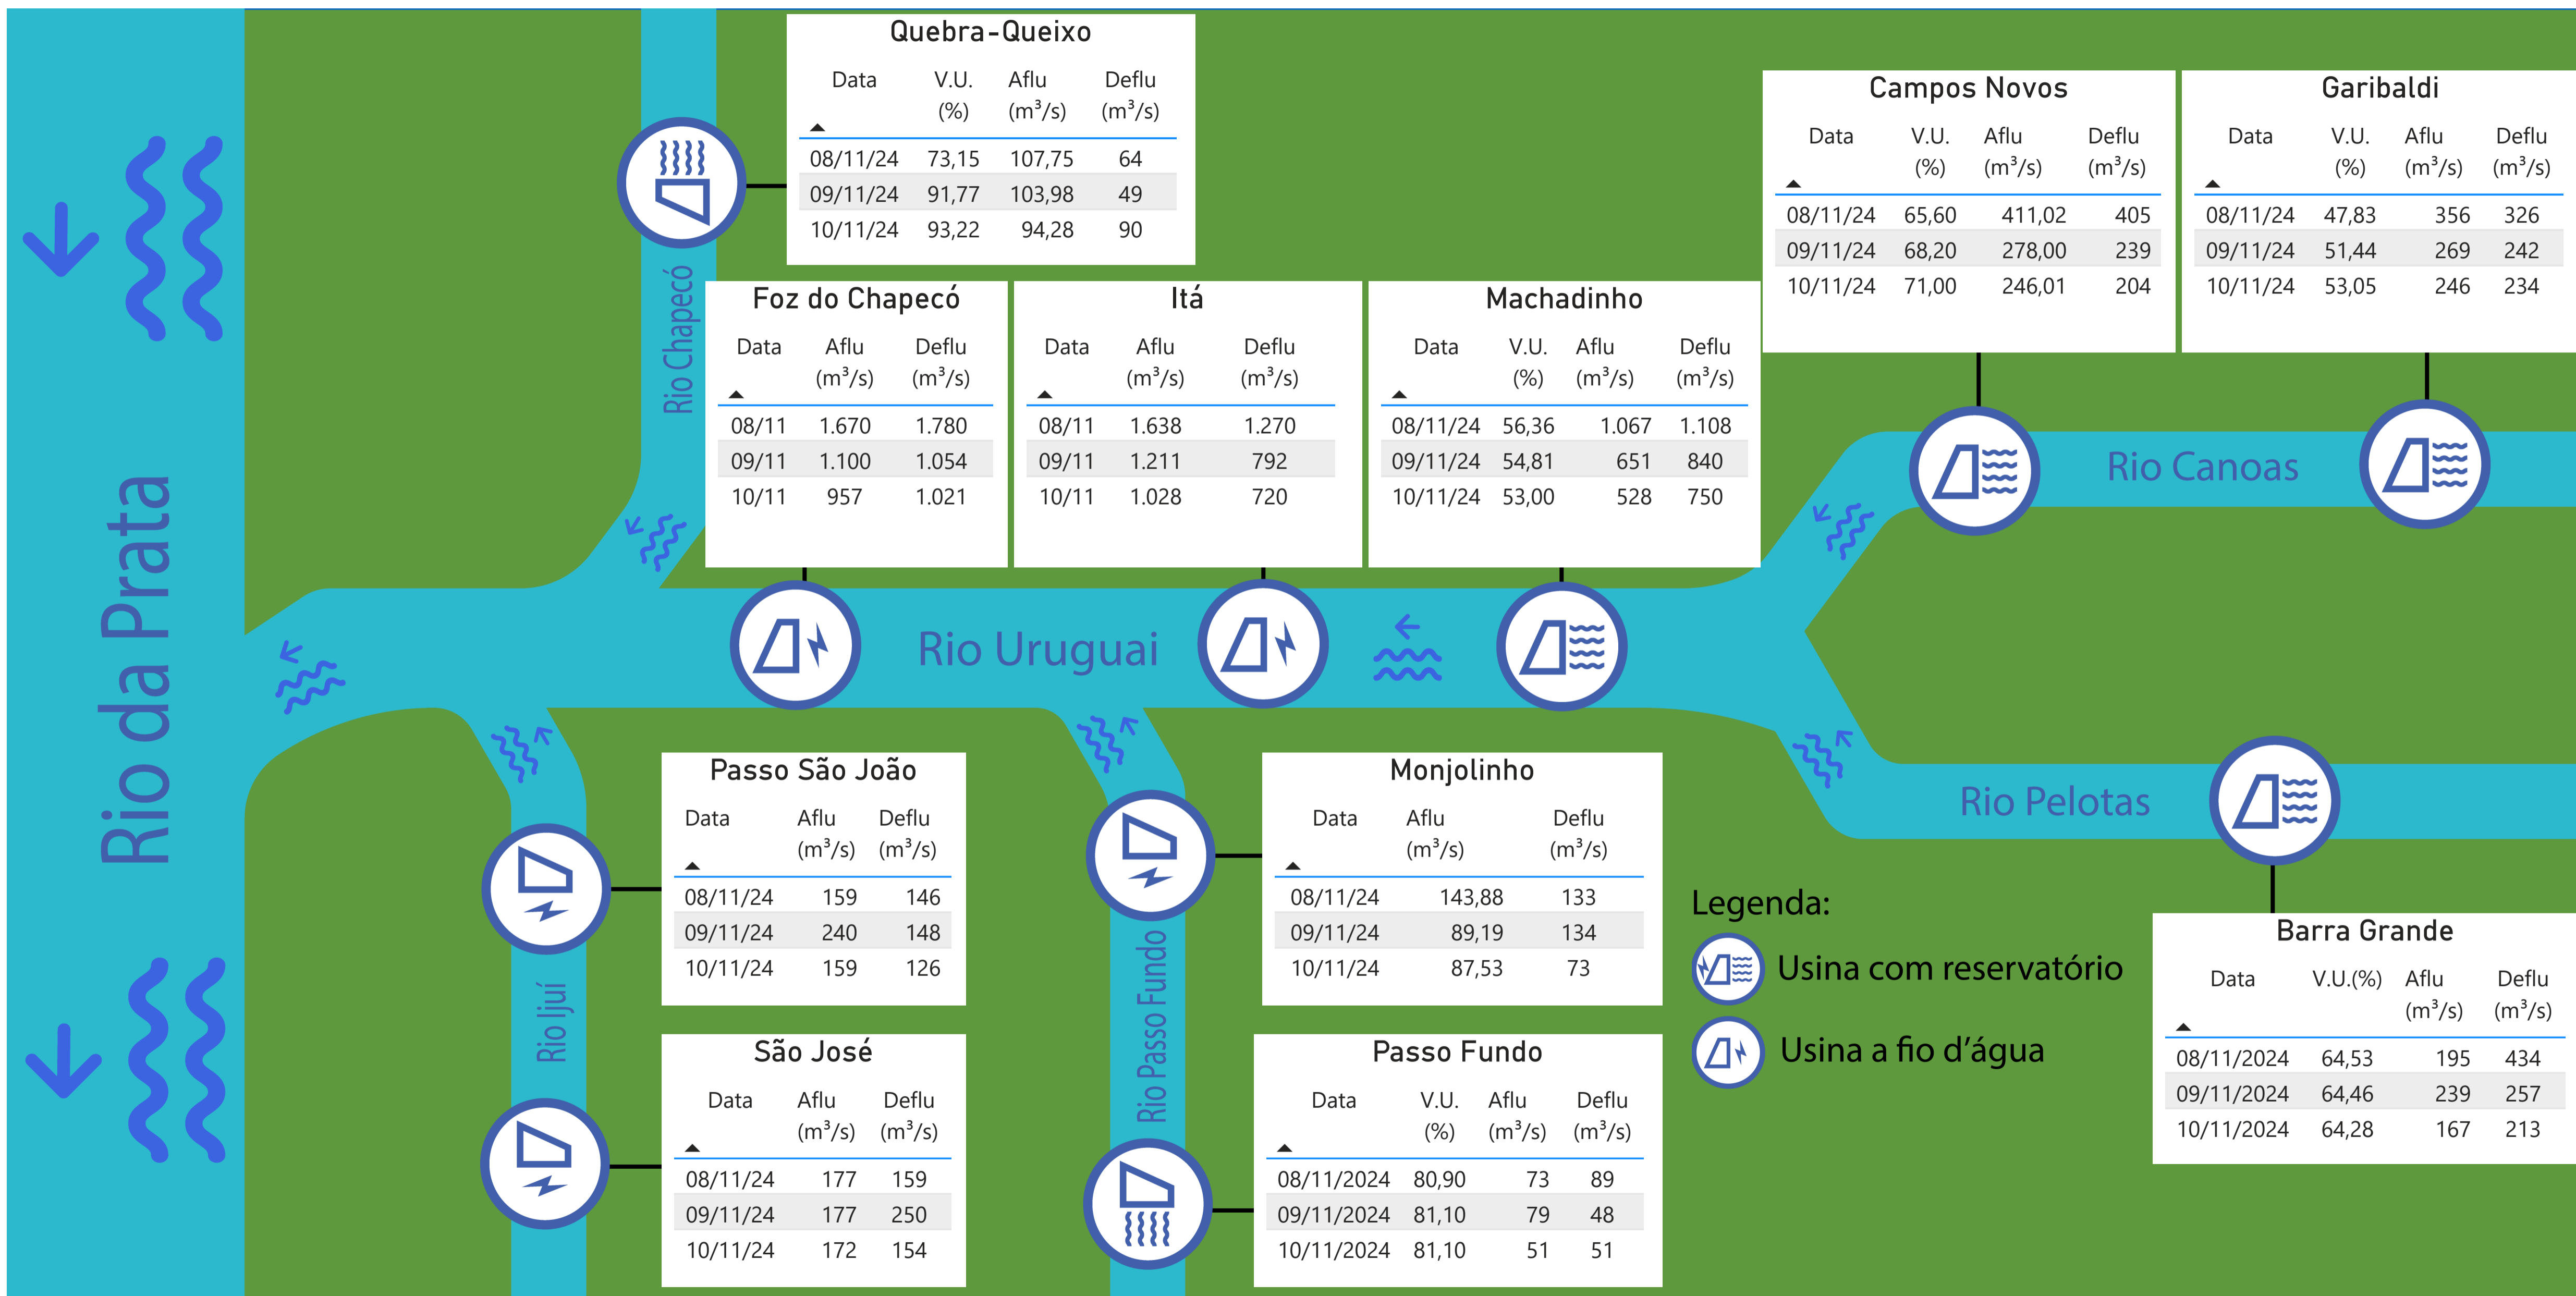 Quebra-Queixo
Data V.U. (%) Aflu (m³/s) Deflu (m³/s)
08/11/24 73,15 107,75 64
09/11/24 91,77 103,98 49
10/11/24 93,22 94,28 90
Campos Novos
Data V.U. (%) Aflu (m³/s) Deflu (m³/s)
08/11/24 65,60 411,02 405
09/11/24 68,20 278,00 239
10/11/24 71,00 246,01 204
Garibaldi
Data V.U. (%) Aflu (m³/s) Deflu (m³/s)
08/11/24 47,83 356 326
09/11/24 51,44 269 242
10/11/24 53,05 246 234
Rio Chapecó
Foz do Chapecó
Data Aflu (m³/s) Deflu (m³/s)
08/11 1.670 1.780
09/11 1.100 1.054
10/11 957 1.021
Itá
Data Aflu (m³/s) Deflu (m³/s)
08/11 1.638 1.270
09/11 1.211 792
10/11 1.028 720
Machadinho
Data V.U. (%) Aflu (m³/s) Deflu (m³/s)
08/11/24 56,36 1.067 1.108
09/11/24 54,81 651 840
10/11/24 53,00 528 750
Rio Canoas
Rio da Prata
Rio Uruguai
Rio Pelotas
Passo São João
Data Aflu (m³/s) Deflu (m³/s)
08/11/24 159 146
09/11/24 240 148
10/11/24 159 126
Monjolinho
Data Aflu (m³/s) Deflu (m³/s)
08/11/24 143,88 133
09/11/24 89,19 134
10/11/24 87,53 73
Rio Ijuí
Rio Passo Fundo
São José
Data Aflu (m³/s) Deflu (m³/s)
08/11/24 177 159
09/11/24 177 250
10/11/24 172 154
Passo Fundo
Data V.U. (%) Aflu (m³/s) Deflu (m³/s)
08/11/2024 80,90 73 89
09/11/2024 81,10 79 48
10/11/2024 81,10 51 51
Legenda:
Usina com reservatório
Usina a fio d'água
Barra Grande
Data V.U.(%) Aflu (m³/s) Deflu (m³/s)
08/11/2024 64,53 195 434
09/11/2024 64,46 239 257
10/11/2024 64,28 167 213